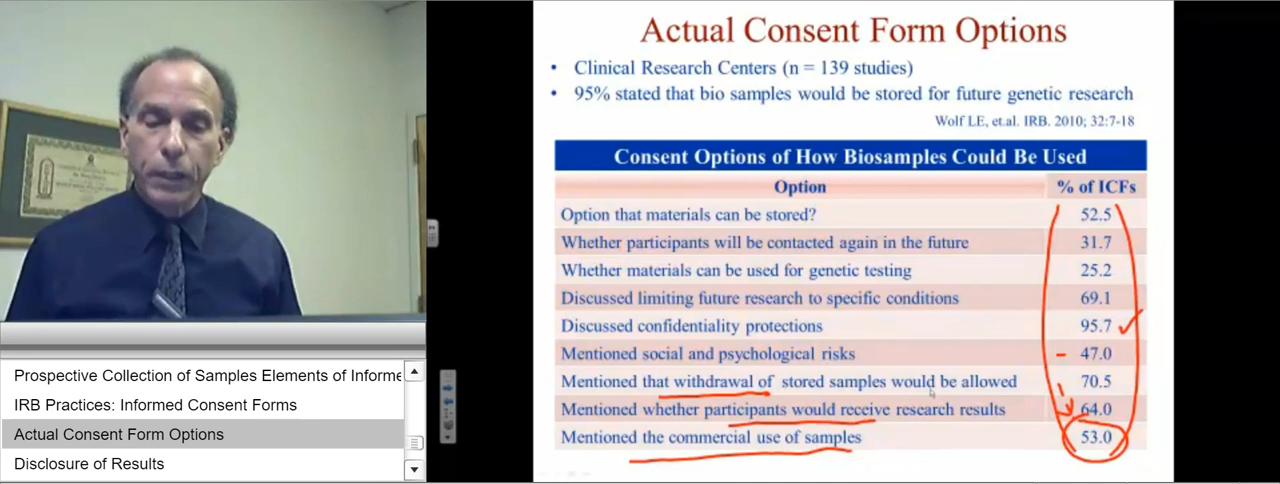 Actual Consent Form Options
• Clinical Research Centers (n = 139 studies)
• 95% stated that bio samples would be stored for future genetic research
Wolf LE, et.al. IRB. 2010; 32:7-18
Consent Options of How Biosamples Could Be Used
Option % of ICFs
Option that materials can be stored? 52.5
Whether participants will be contacted again in the future 31.7
Whether materials can be used for genetic testing 25.2
Discussed limiting future research to specific conditions 69.1
Discussed confidentiality protections 95.7
Mentioned social and psychological risks 47.0
Mentioned that withdrawal of stored samples would be allowed 70.5
Mentioned whether participants would receive research results 64.0
Mentioned the commercial use of samples 53.0
Prospective Collection of Samples Elements of Informe
IRB Practices: Informed Consent Forms
Actual Consent Form Options
Disclosure of Results